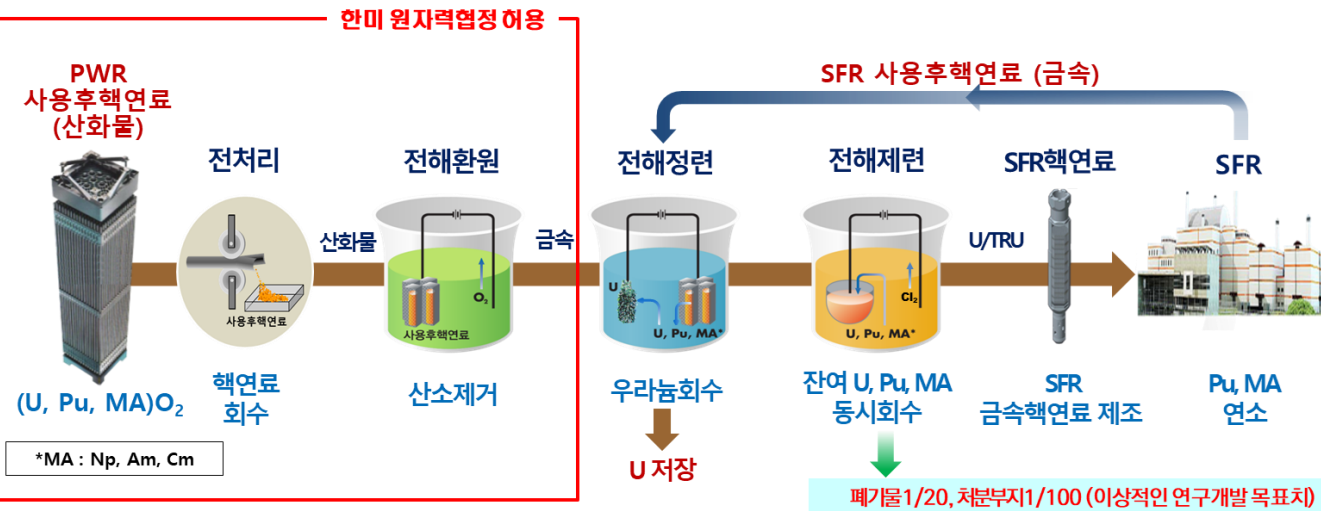 한미 원자력협정 허용
PWR
사용후핵연료
(산화물)
SFR 사용후핵연료 (금속)
전처리
전해환원
전해정련
전해제련
SFR핵연료
SFR
산화물
금속
U/TRU
사용후핵연료
O₂
사용후핵연료
U
U, Pu, MA*
Cl₂
U, Pu, MA*
(U, Pu, MA)O₂
핵연료
회수
산소제거
우라늄회수
잔여 U, Pu, MA
동시회수
SFR
금속핵연료 제조
Pu, MA
연소
*MA : Np, Am, Cm
U 저장
폐기물1/20, 처분부지1/100 (이상적인 연구개발 목표치)